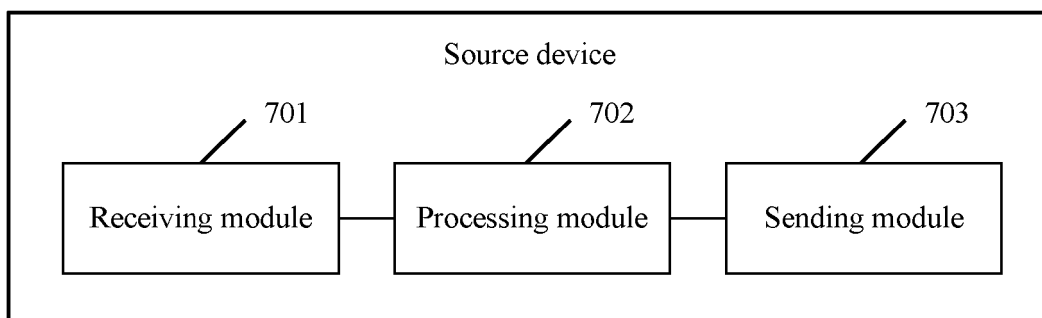 Source device
701
702
703
Receiving module
Processing module
Sending module